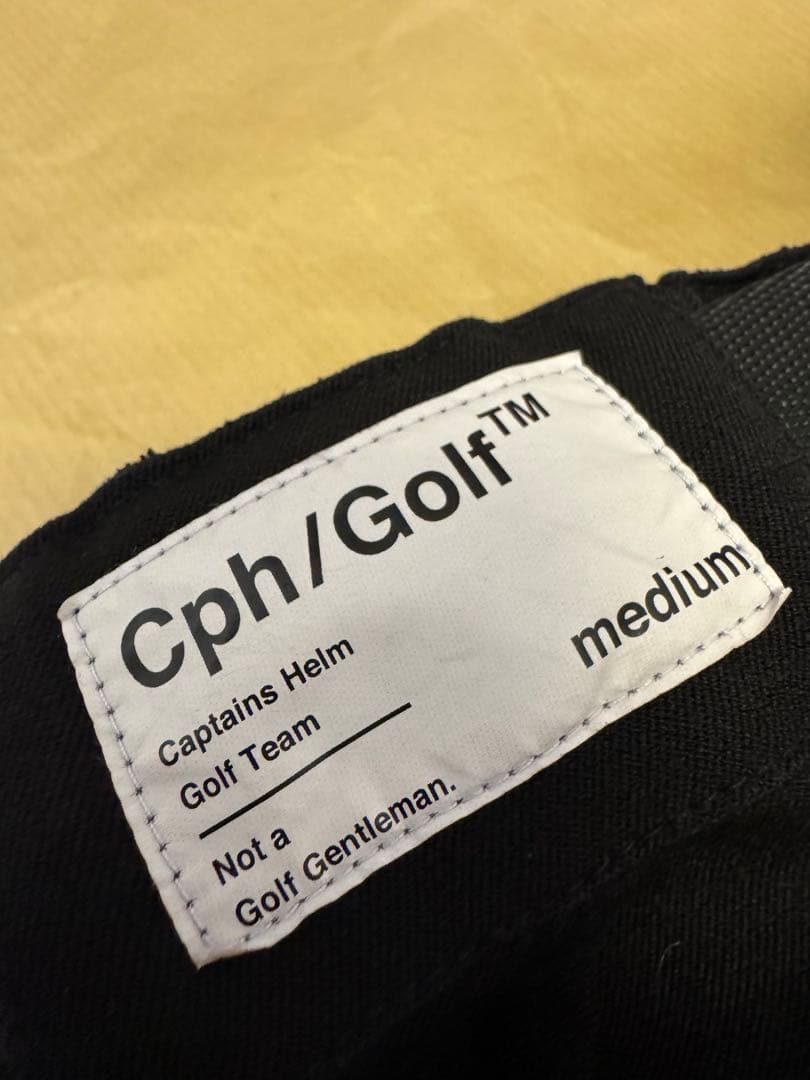 Cph/Golf™
medium
Captains Helm
Golf Team
Not a
Golf Gentleman.